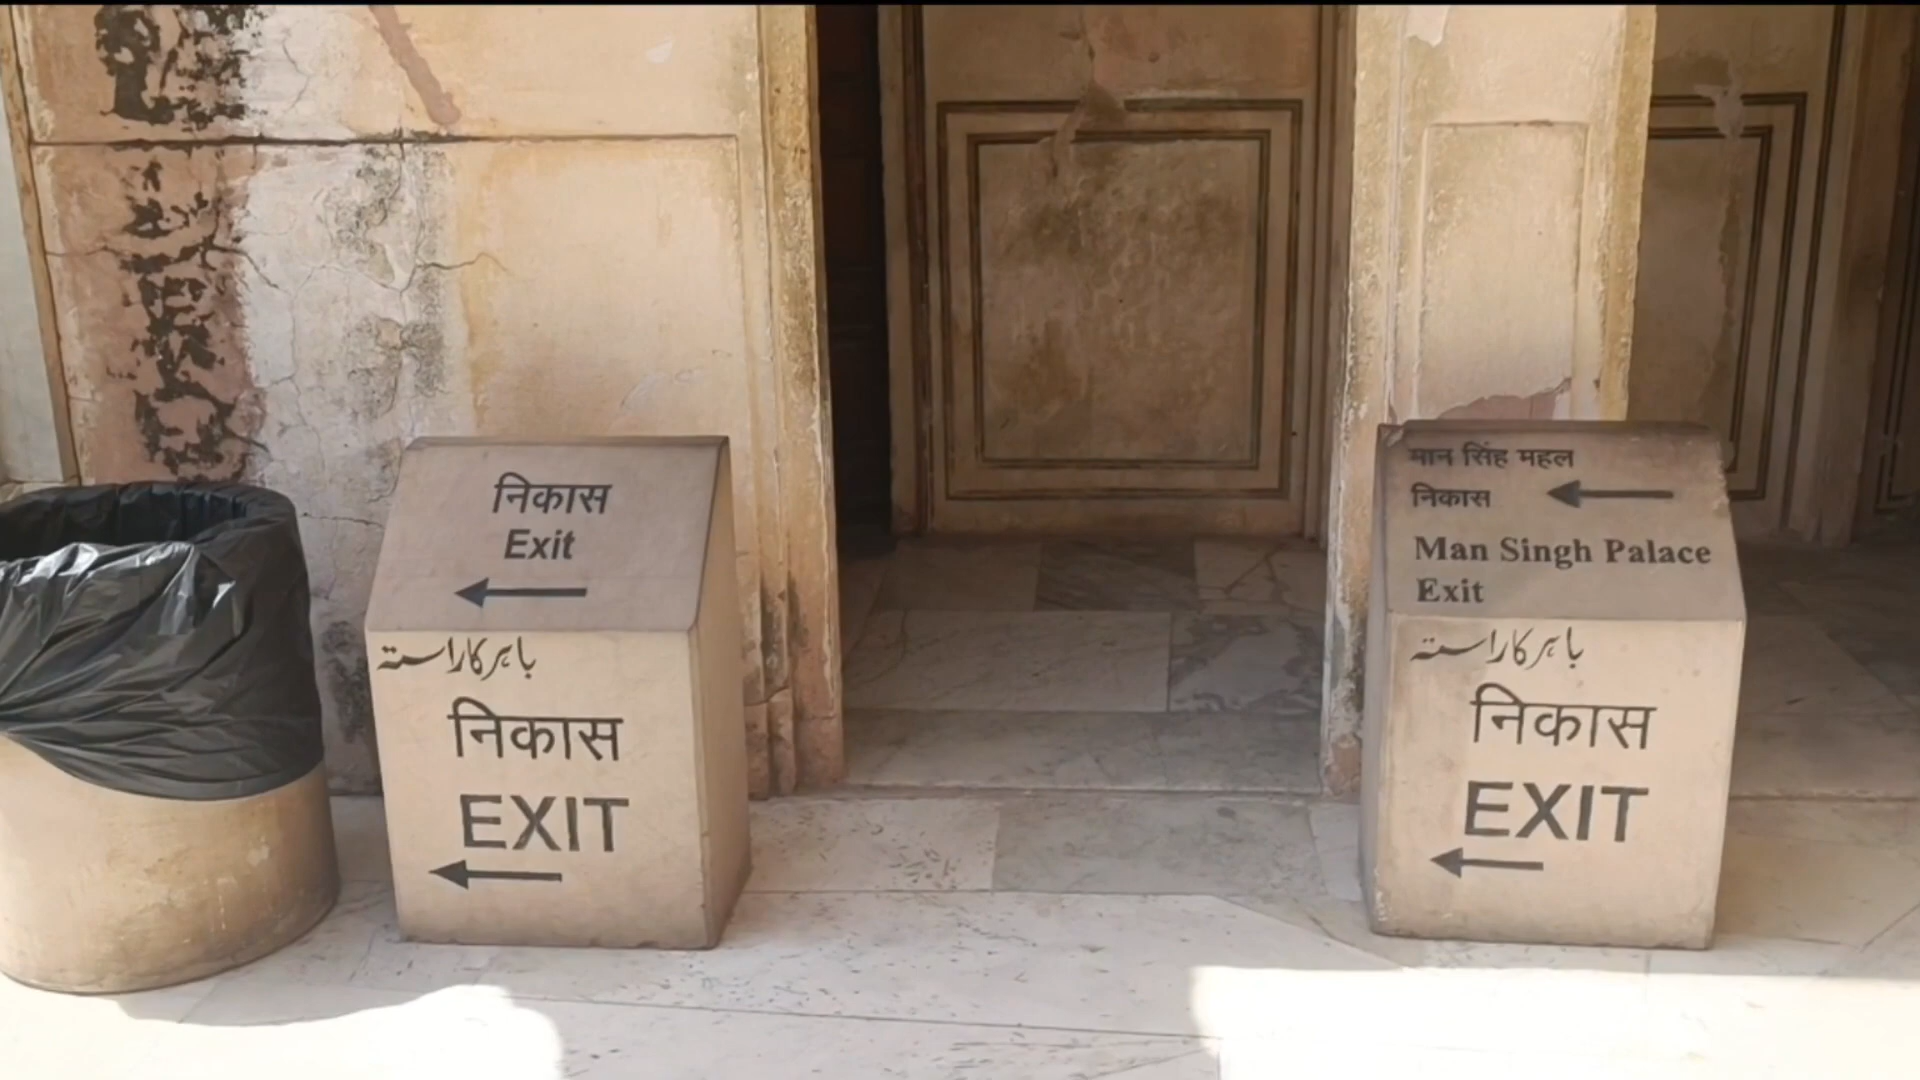 निकास
Exit
باہر کا راستہ
निकास
EXIT
मान सिंह महल
निकास
Man Singh Palace
Exit
باہر کا راستہ
निकास
EXIT